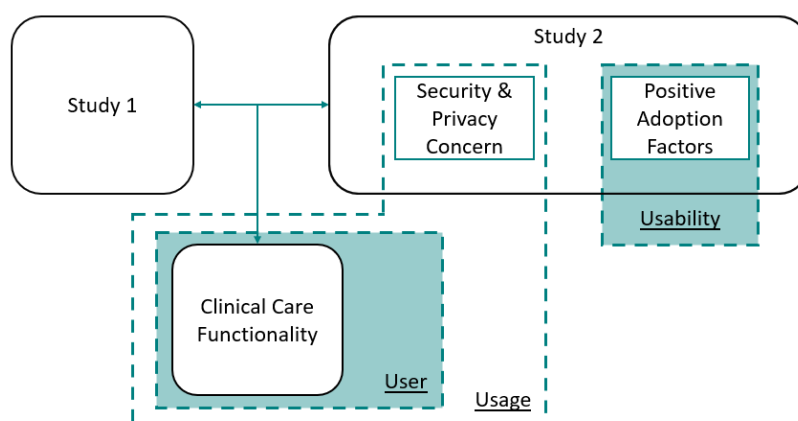 Study 2
Study 1
Security &
Privacy
Concern
Positive
Adoption
Factors
Usability
Clinical Care
Functionality
User
Usage